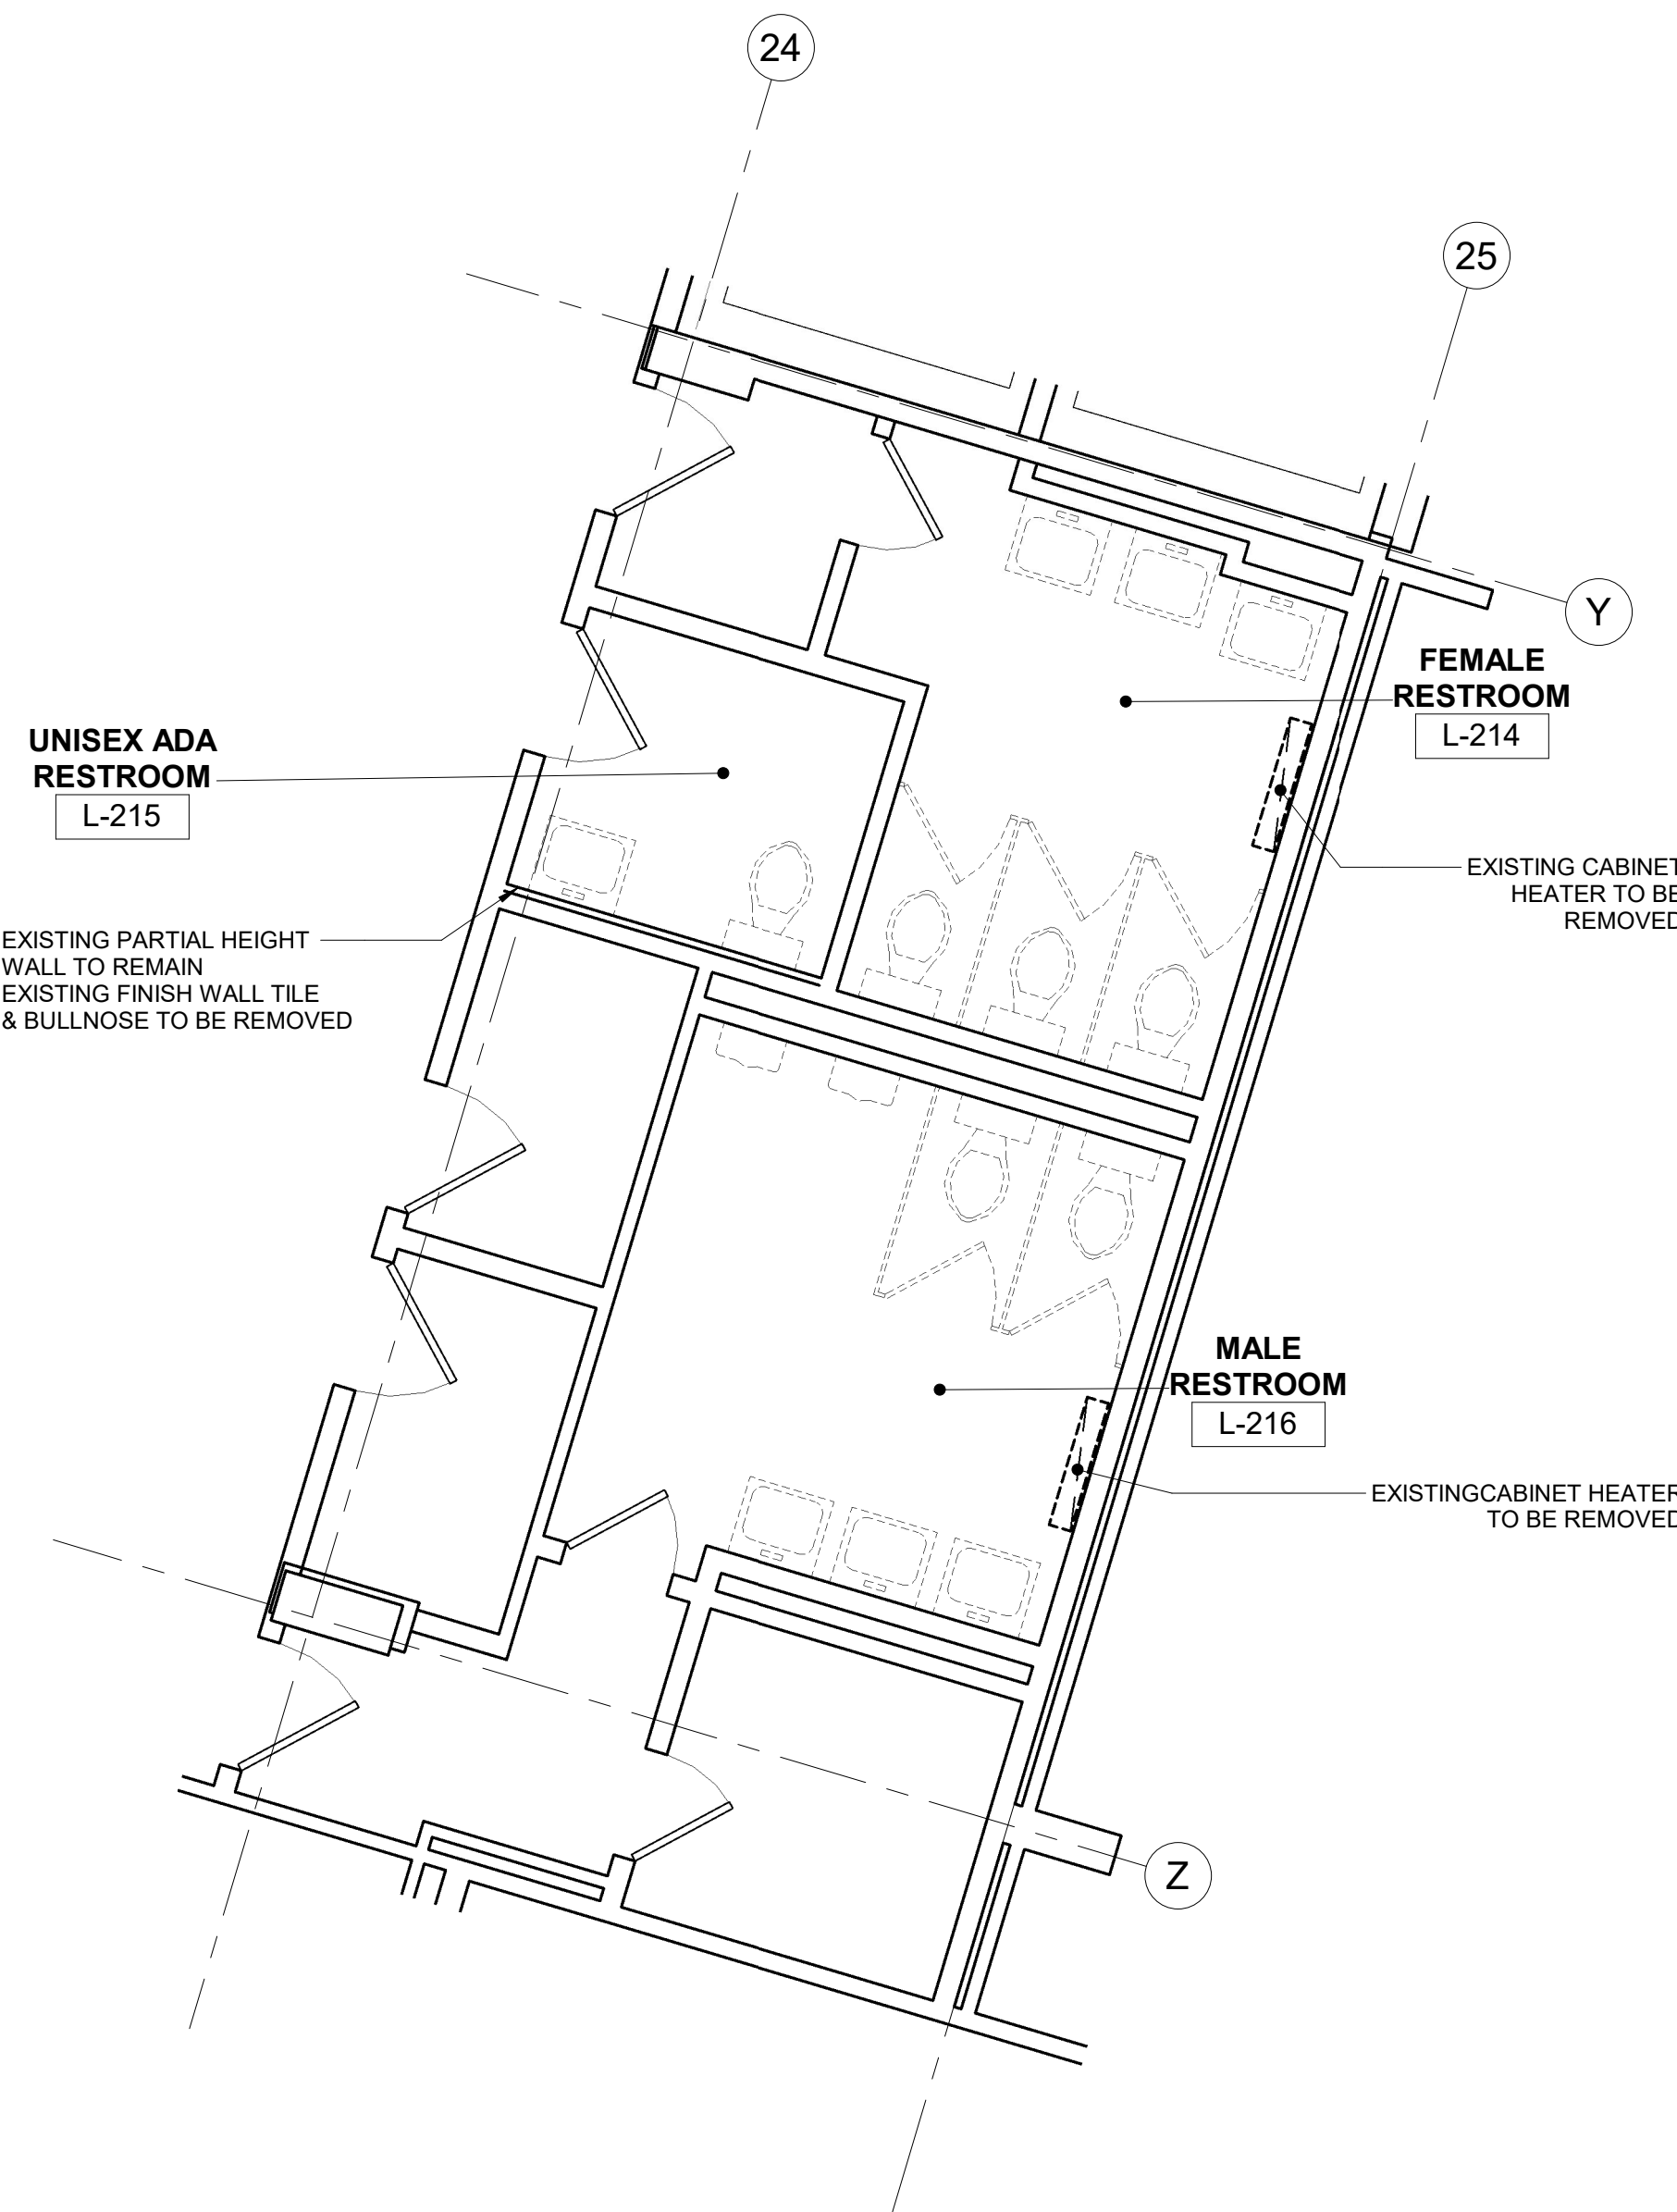 24
25
Y
FEMALE
RESTROOM
L-214
UNISEX ADA
RESTROOM
L-215
EXISTING CABINET
HEATER TO BE
REMOVED
EXISTING PARTIAL HEIGHT
WALL TO REMAIN
EXISTING FINISH WALL TILE
& BULLNOSE TO BE REMOVED
MALE
RESTROOM
L-216
EXISTINGCABINET HEATER
TO BE REMOVED
Z